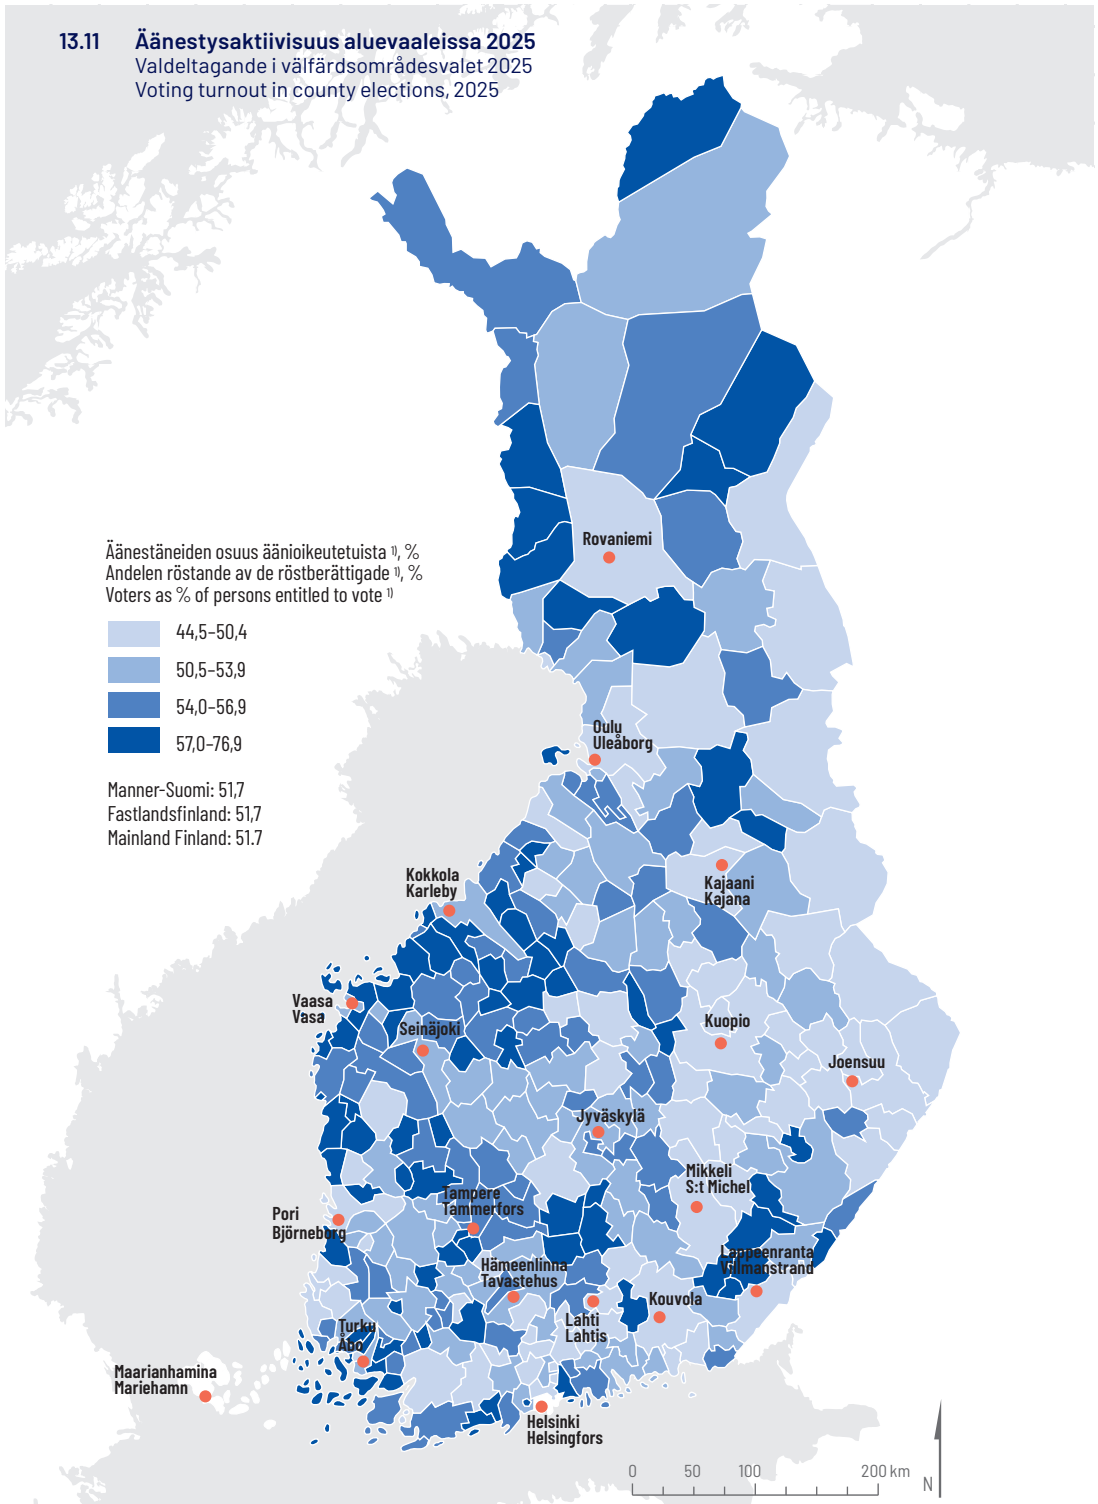 13.11 Äänestysaktiivisuus aluevaaleissa 2025
Valdeltagande i välfärdsområdesvalet 2025
Voting turnout in county elections, 2025
Äänestäneiden osuus äänioikeutetuista ¹⁾, %
Andelen röstande av de röstberättigade ¹⁾, %
Voters as % of persons entitled to vote ¹⁾
44,5–50,4
50,5–53,9
54,0–56,9
57,0–76,9
Manner-Suomi: 51,7
Fastlandsfinland: 51,7
Mainland Finland: 51.7
Rovaniemi
Oulu
Uleåborg
Kajaani
Kajana
Kokkola
Karleby
Vaasa
Vasa
Seinäjoki
Kuopio
Joensuu
Jyväskylä
Mikkeli
S:t Michel
Tampere
Tammerfors
Pori
Björneborg
Hämeenlinna
Tavastehus
Lappeenranta
Villmanstrand
Kouvola
Lahti
Lahtis
Turku
Åbo
Maarianhamina
Mariehamn
Helsinki
Helsingfors
0 50 100 200 km
N